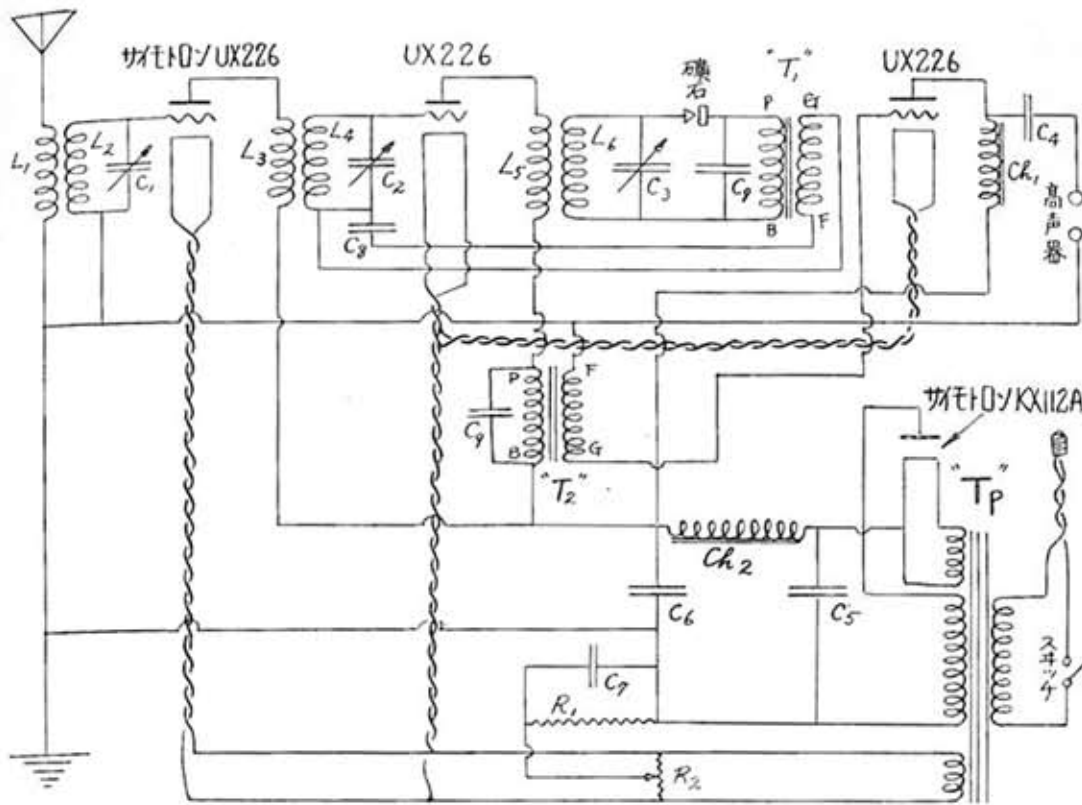 サイモトロンUX226
UX226
礦石
"T₁"
UX226
L₁
L₂
C₁
L₃
L₄
C₂
C₈
L₅
L₆
C₃
C₉
P
B
G
F
Ch₁
C₄
高声器
P
B
F
G
C₉
"T₂"
サイモトロンKX112A
"Tp"
Ch₂
C₆
C₅
C₇
R₁
R₂
スヰッチ